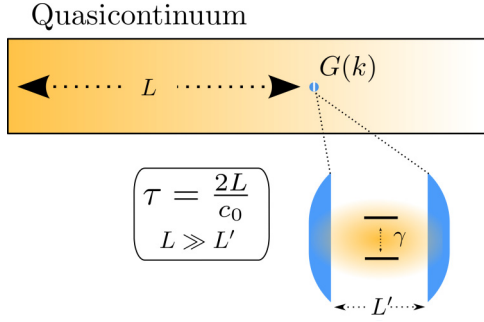 Quasicontinuum
G(k)
L
τ = 2L/c₀
L ≫ L′
γ
L′